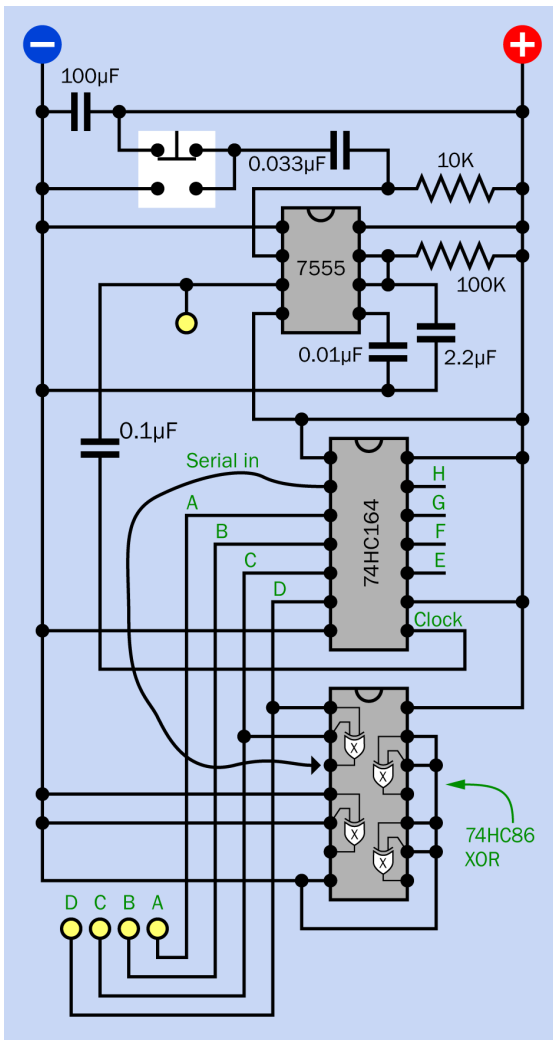 −
+
100µF
0.033µF
10K
7555
100K
0.01µF
2.2µF
0.1µF
Serial in
A
B
C
D
74HC164
H
G
F
E
Clock
X
X
X
X
74HC86
XOR
D C B A